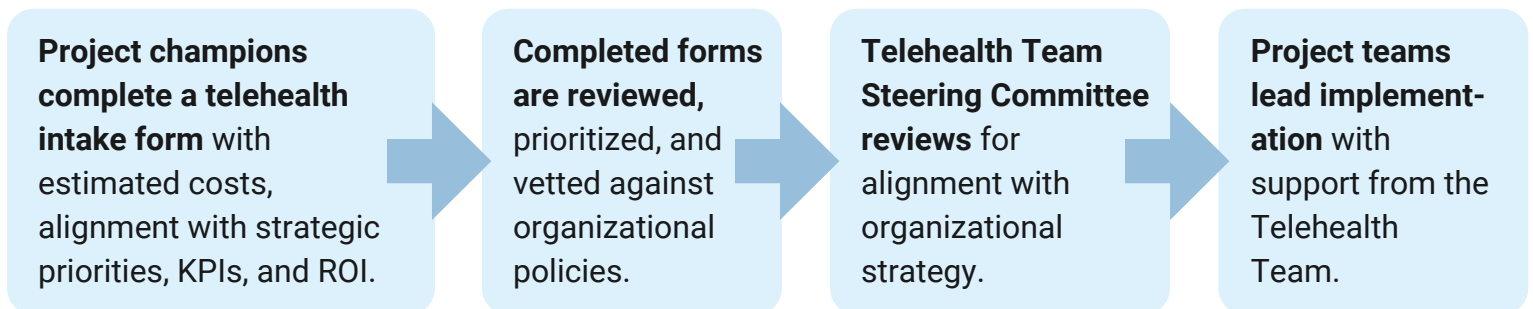 Project champions
complete a telehealth
intake form with
estimated costs,
alignment with strategic
priorities, KPIs, and ROI.
Completed forms
are reviewed,
prioritized, and
vetted against
organizational
policies.
Telehealth Team
Steering Committee
reviews for
alignment with
organizational
strategy.
Project teams
lead implement-
ation with
support from the
Telehealth
Team.